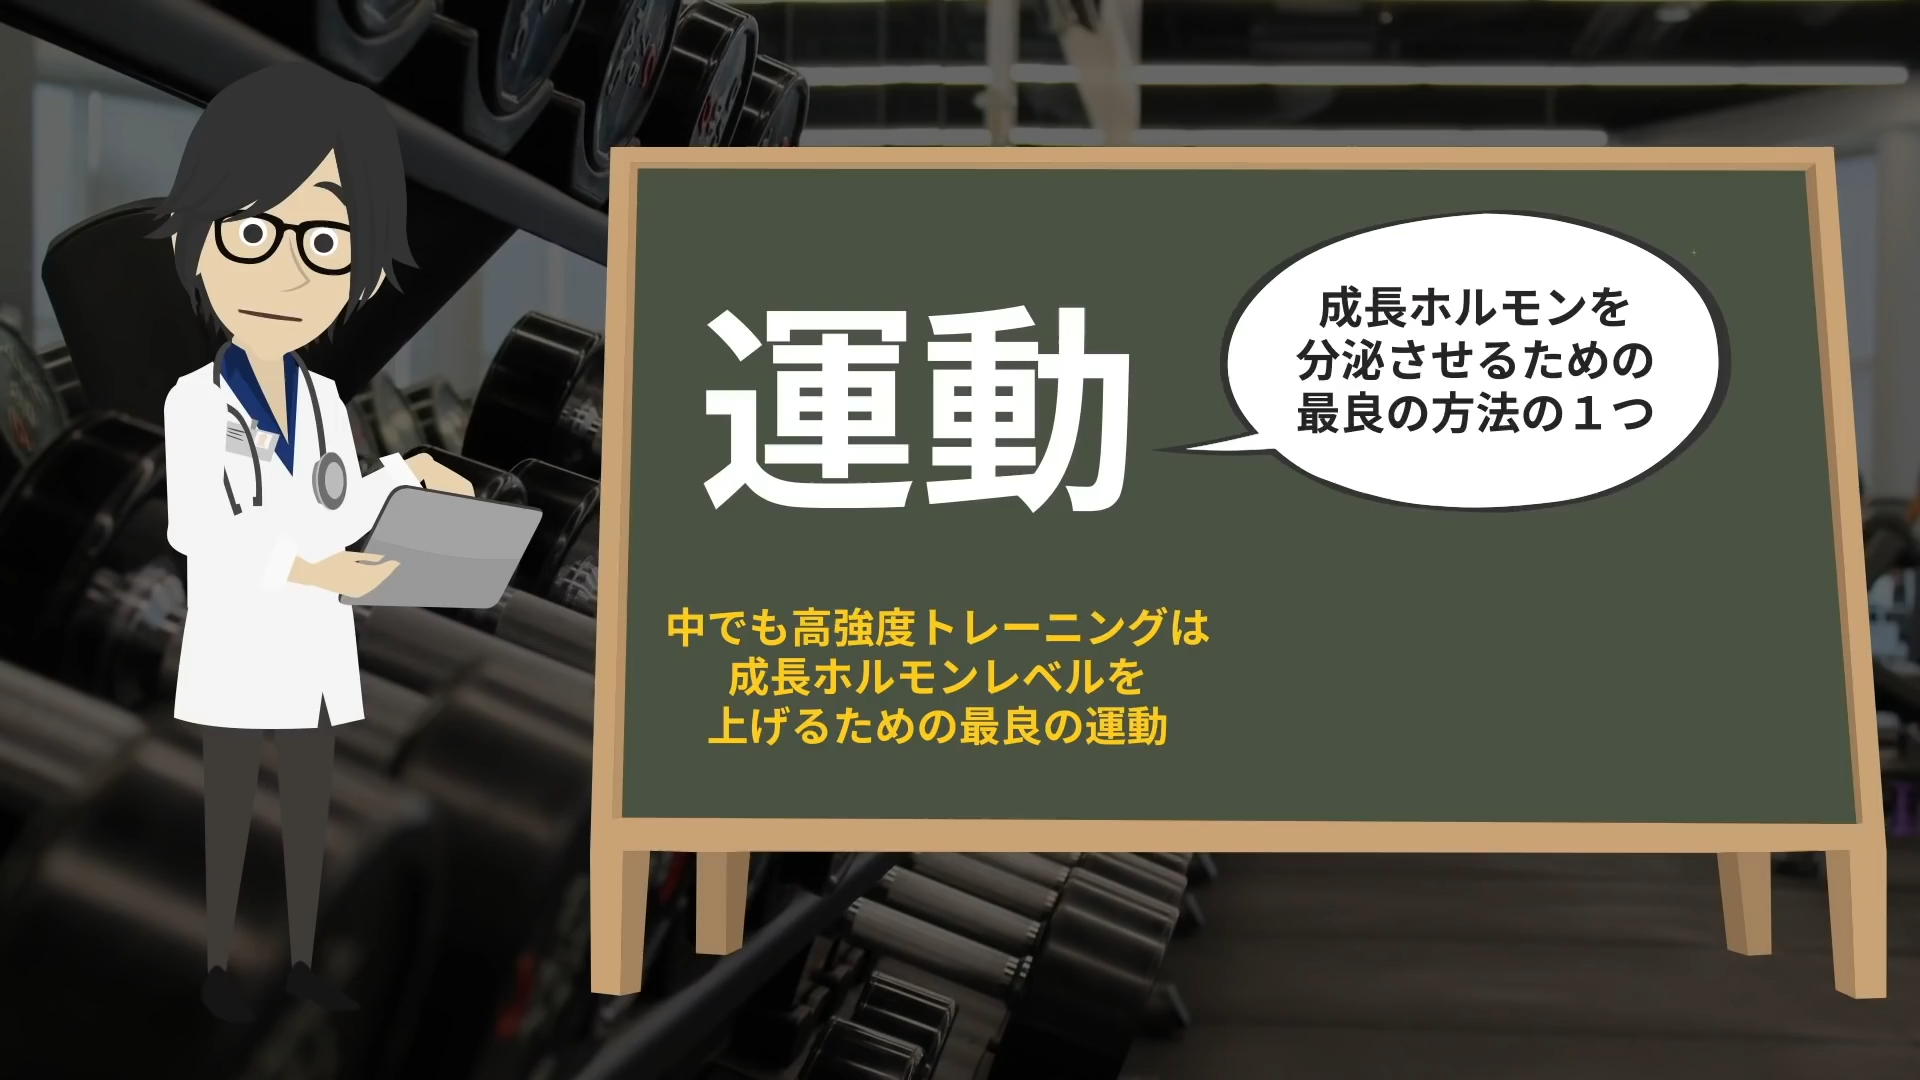 運動
成長ホルモンを
分泌させるための
最良の方法の１つ
中でも高強度トレーニングは
成長ホルモンレベルを
上げるための最良の運動